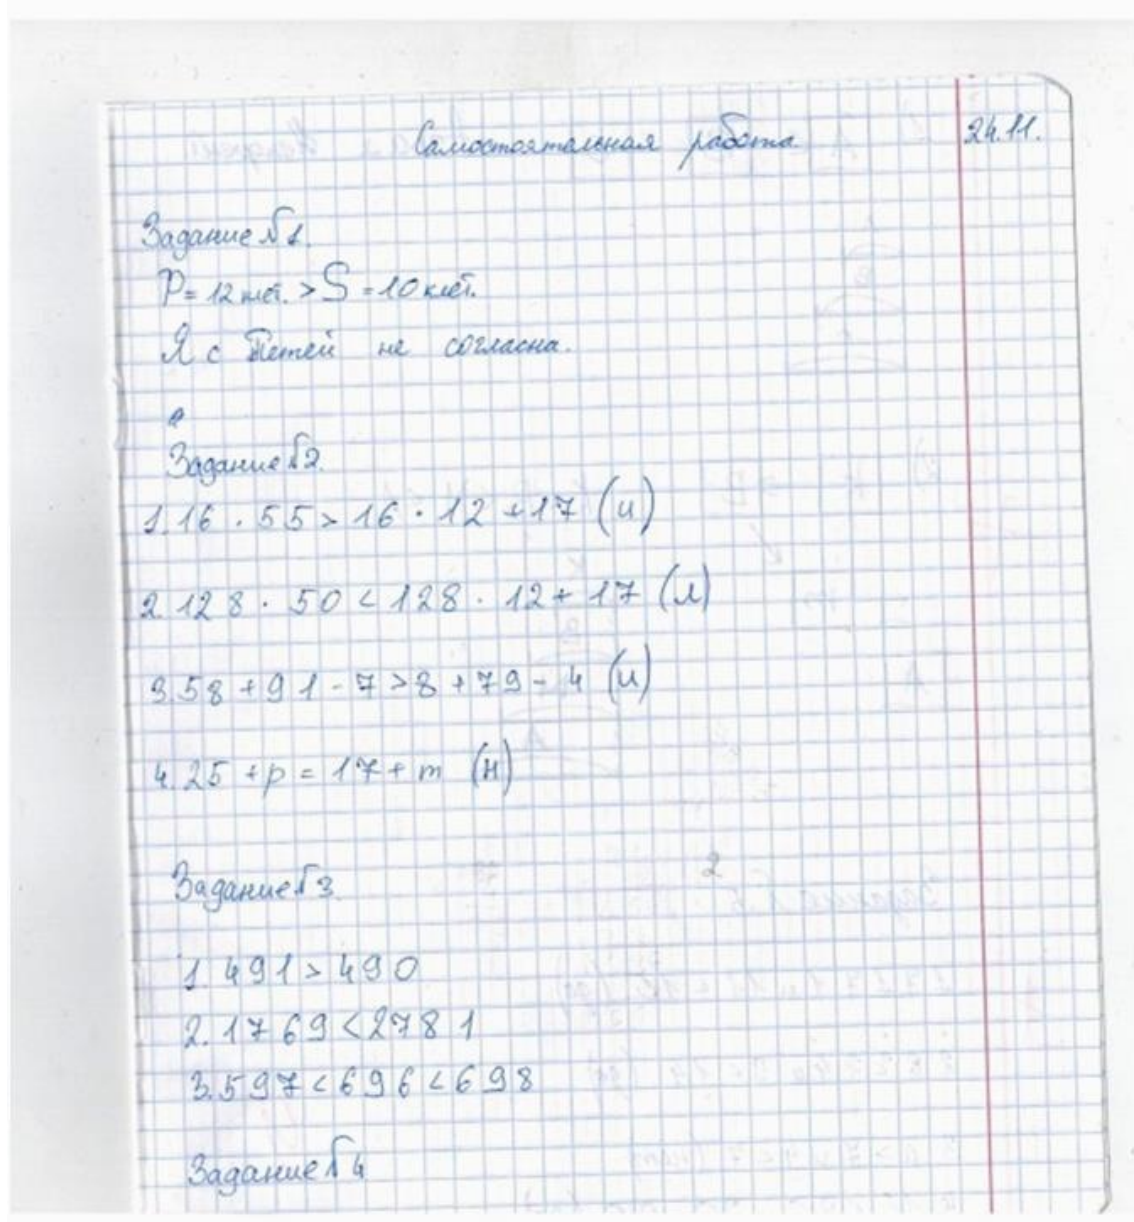 Самостоятельная работа 24.11.
Задание №1.
P = 12 клет. > S = 10 клет.
Я с Петей не согласна.
Задание №2.
1. 16 · 55 > 16 · 12 + 17 (и)
2. 128 · 50 < 128 · 12 + 17 (л)
3. 58 + 91 - 7 > 8 + 79 - 4 (и)
4. 25 + p = 17 + m (н)
Задание №3.
1. 491 > 490
2. 1769 < 2781
3. 597 < 696 < 698
Задание №4